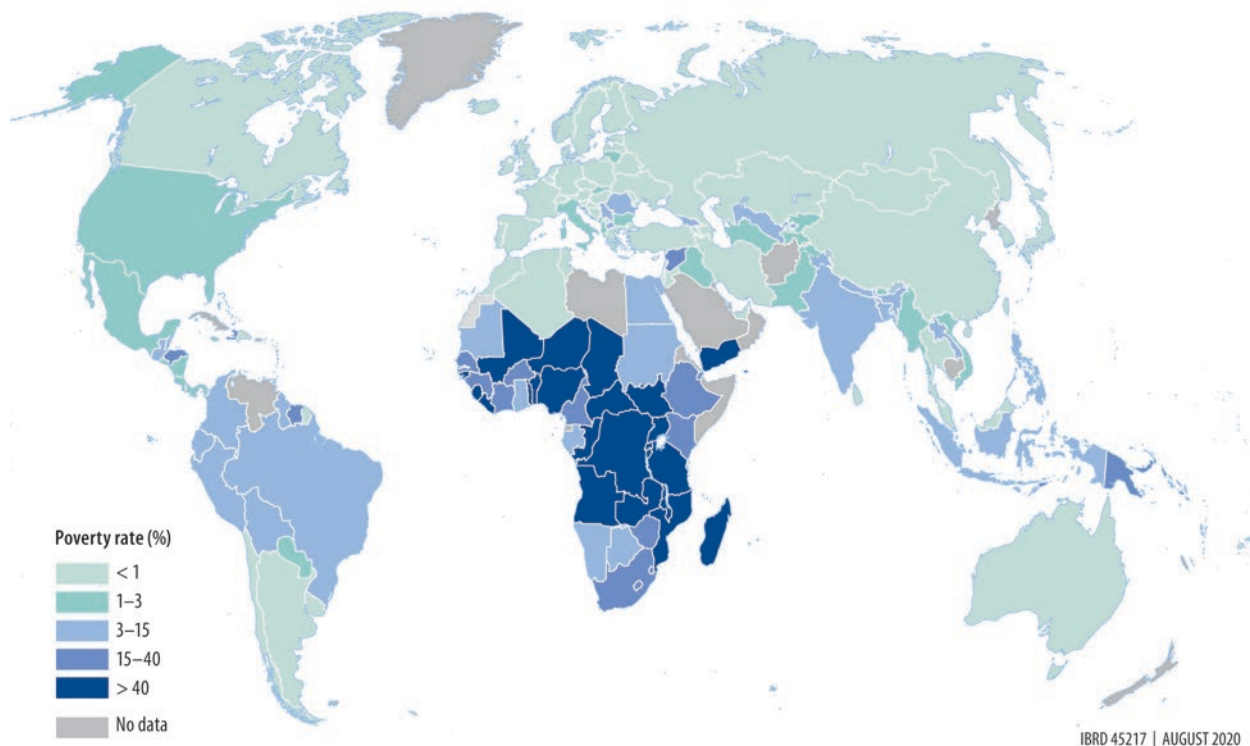 Poverty rate (%)
< 1
1–3
3–15
15–40
> 40
No data
IBRD 45217 | AUGUST 2020